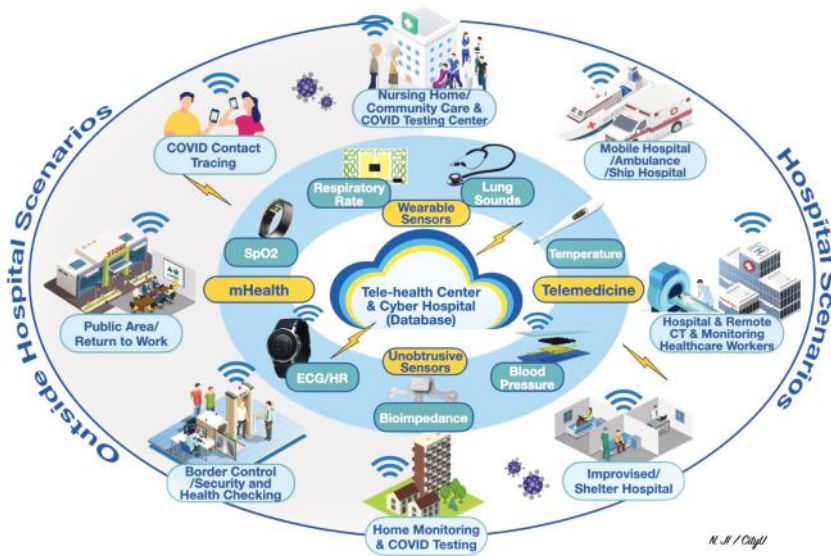 Nursing Home/
Community Care &
COVID Testing Center
COVID Contact
Tracing
Mobile Hospital
/Ambulance
/Ship Hospital
Outside Hospital Scenarios
Hospital Scenarios
Respiratory
Rate
Lung
Sounds
Wearable
Sensors
SpO2
Temperature
mHealth
Tele-health Center
& Cyber Hospital
(Database)
Telemedicine
STORE
Public Area/
Return to Work
H
Hospital & Remote
CT & Monitoring
Healthcare Workers
ECG/HR
Unobtrusive
Sensors
Blood
Pressure
Bioimpedance
Border Control
/Security and
Health Checking
Improvised/
Shelter Hospital
Home Monitoring
& COVID Testing
N. JI / CityU